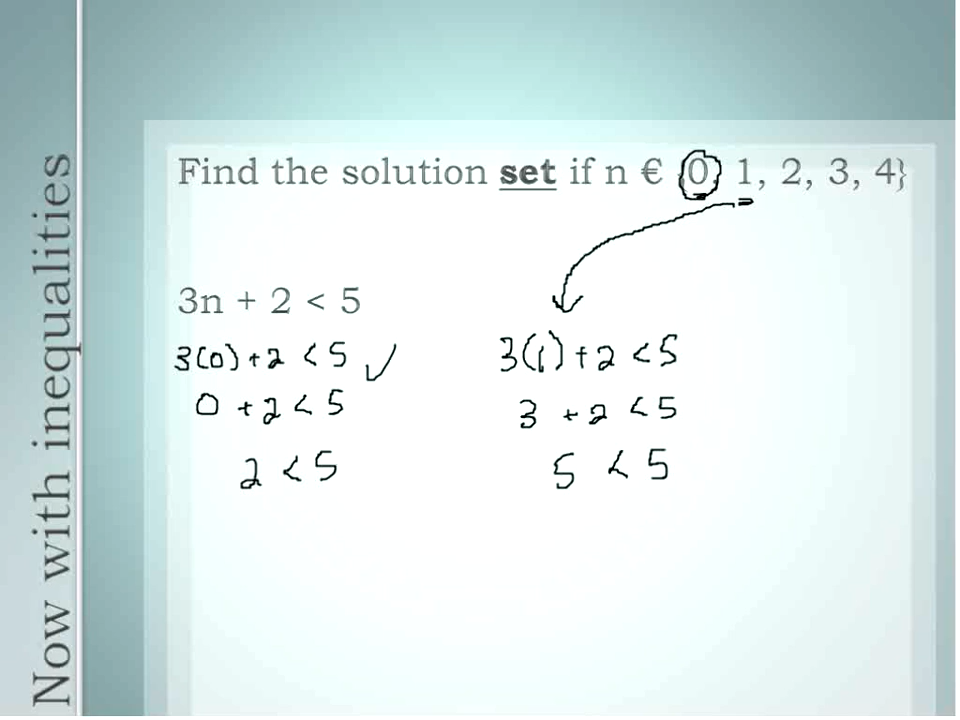 Now with inequalities
Find the solution set if n € {0, 1, 2, 3, 4}
3n + 2 < 5
3(0) + 2 < 5 ✓
0 + 2 < 5
2 < 5
3(1) + 2 < 5
3 + 2 < 5
5 < 5